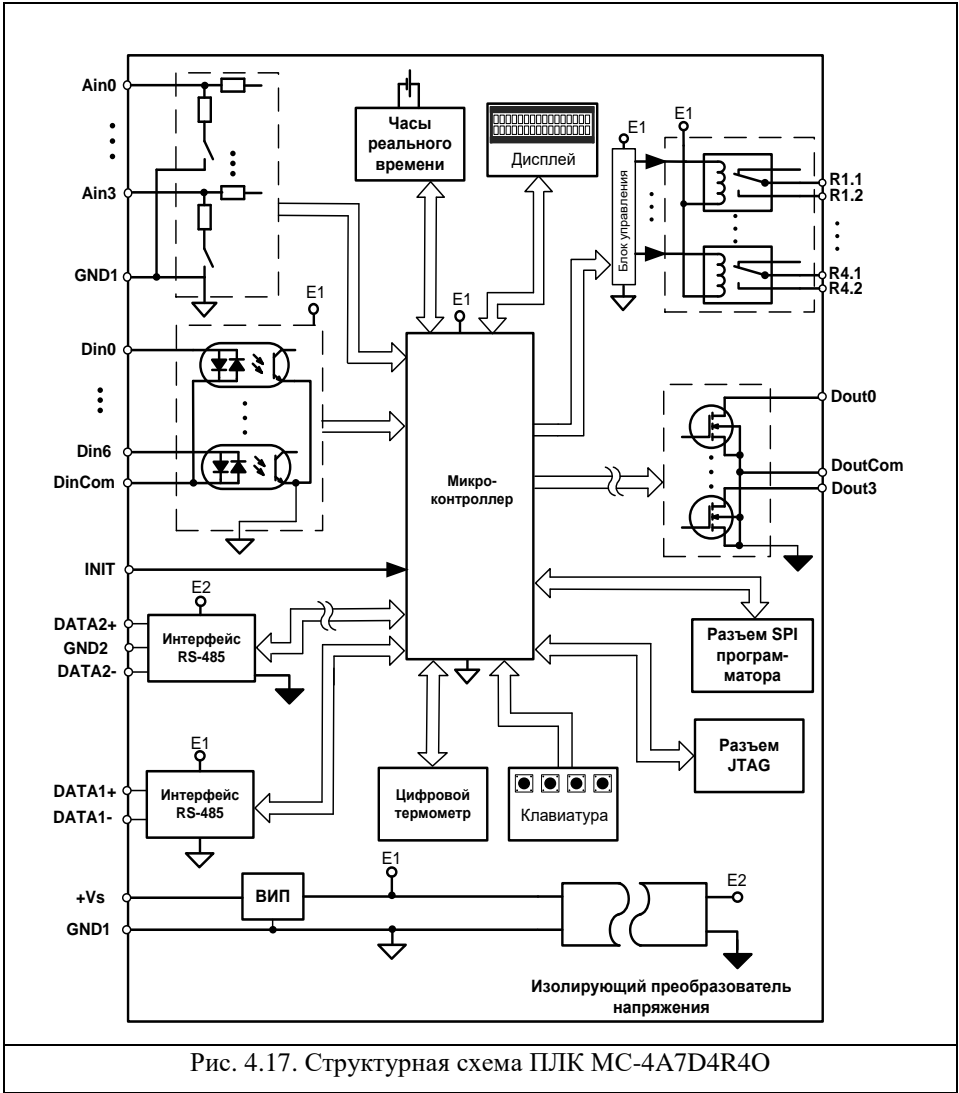 Ain0
Ain3
GND1
Часы
реального
времени
Дисплей
E1
Блок управления
E1
R1.1
R1.2
R4.1
R4.2
E1
Din0
Din6
DinCom
E1
Микро-
контроллер
Dout0
DoutCom
Dout3
INIT
E2
DATA2+
GND2
DATA2-
Интерфейс
RS-485
Разъем SPI
програм-
матора
E1
DATA1+
DATA1-
Интерфейс
RS-485
Цифровой
термометр
Клавиатура
Разъем
JTAG
+Vs
GND1
ВИП
E1
E2
Изолирующий преобразователь
напряжения
Рис. 4.17. Структурная схема ПЛК MC-4A7D4R4O